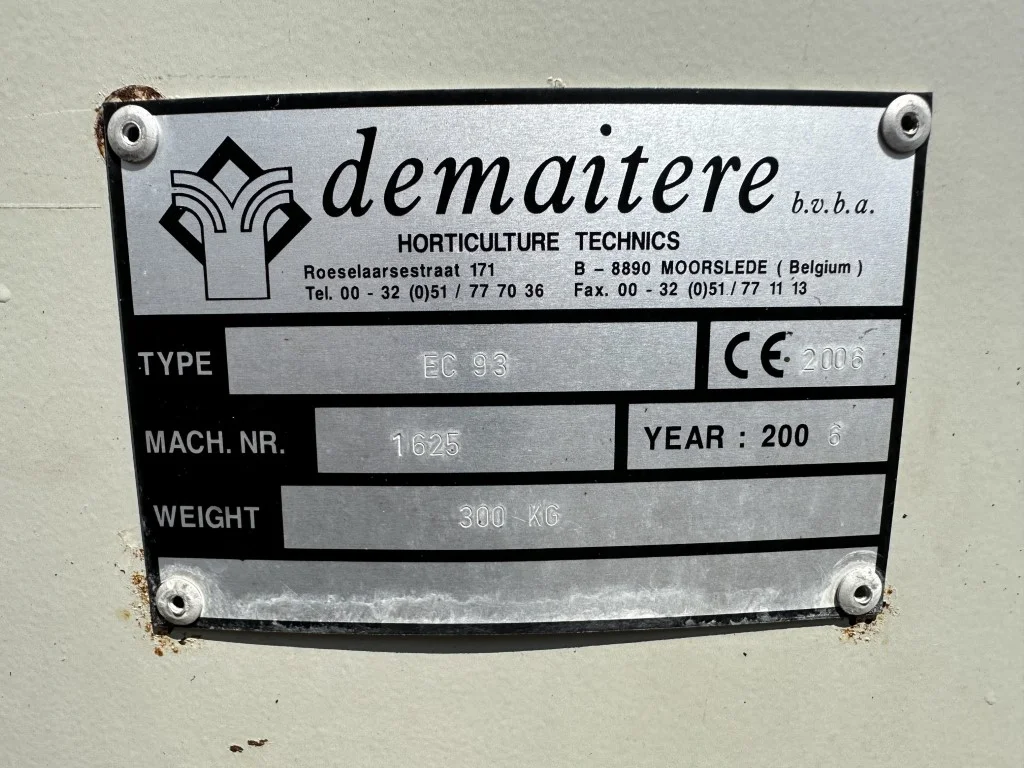 demaitere b.v.b.a.
HORTICULTURE TECHNICS
Roeselaarsestraat 171 B - 8890 MOORSLEDE ( Belgium )
Tel. 00 - 32 (0)51 / 77 70 36 Fax. 00 - 32 (0)51 / 77 11 13
TYPE EC 93 CE 2006
MACH. NR. 1625 YEAR : 200 6
WEIGHT 300 KG